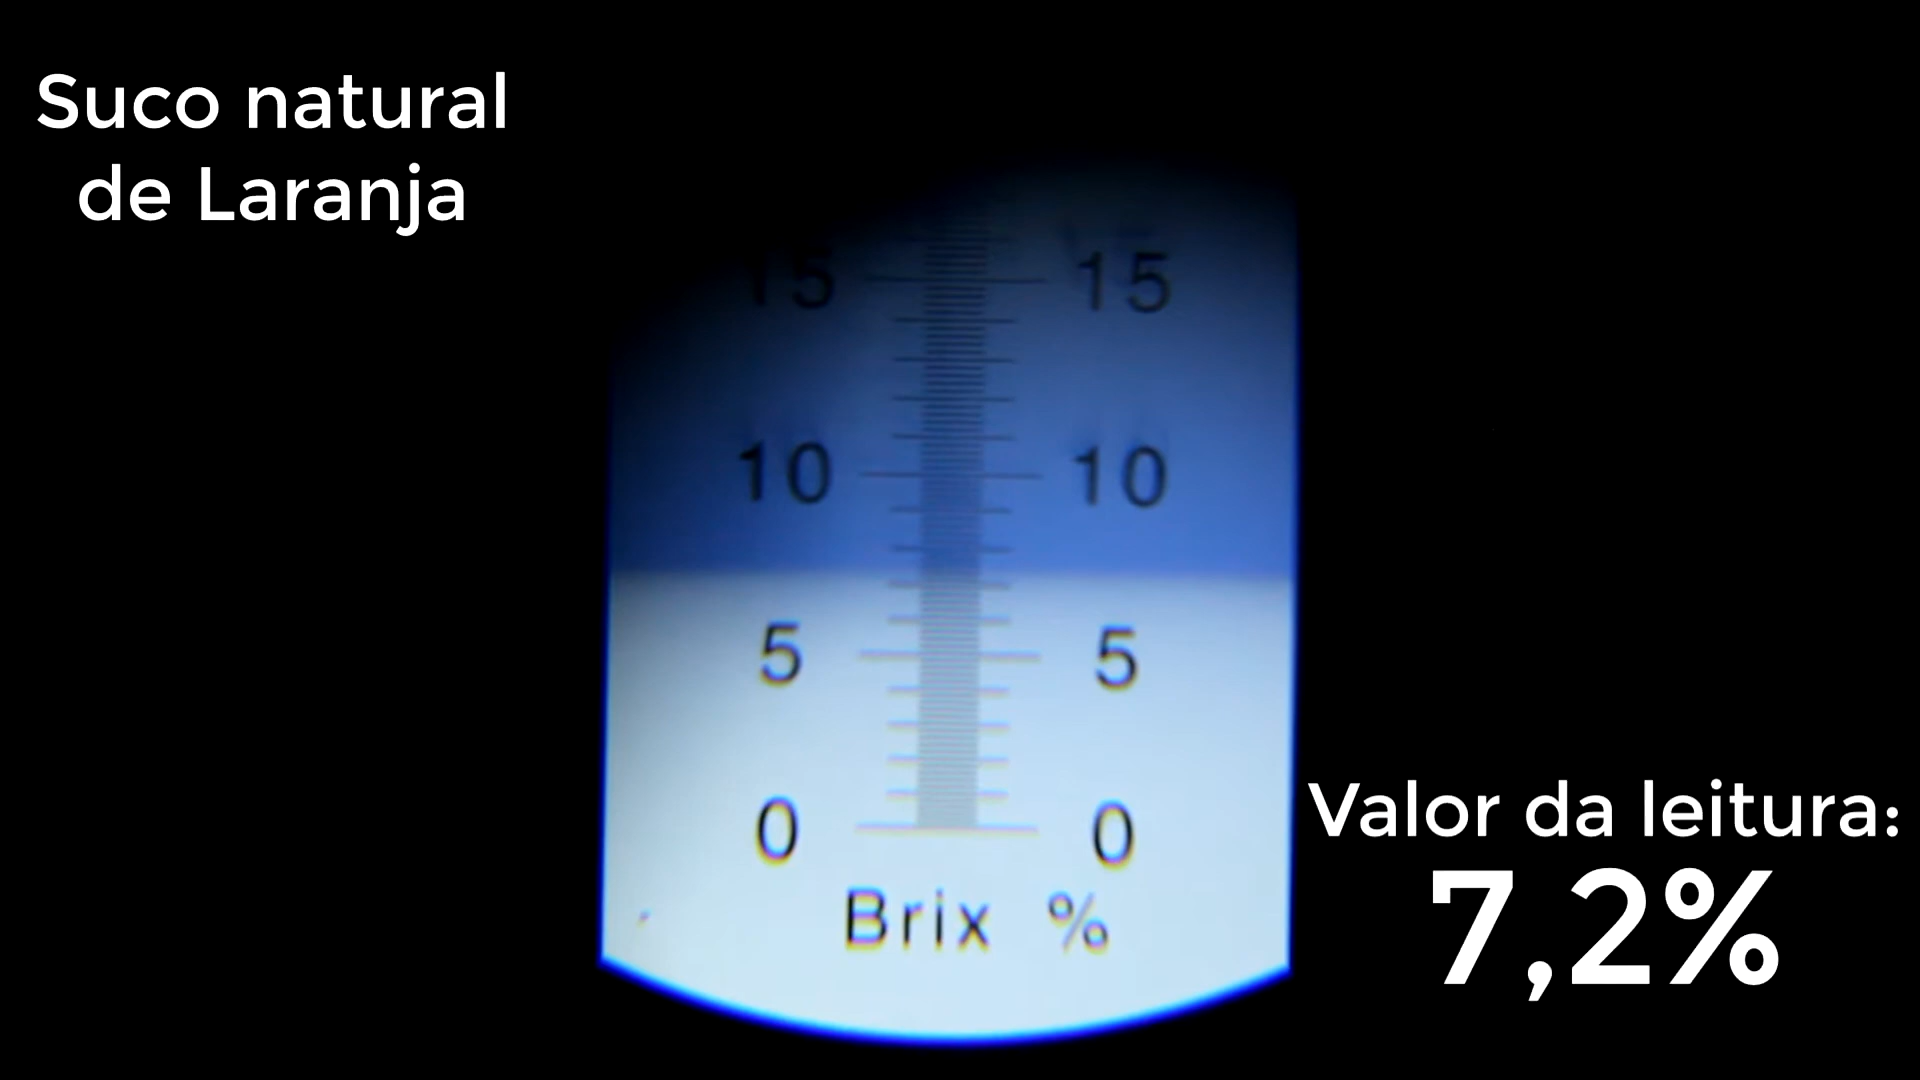 Suco natural
de Laranja
15 15
10 10
5 5
0 0
Brix %
Valor da leitura:
7,2%